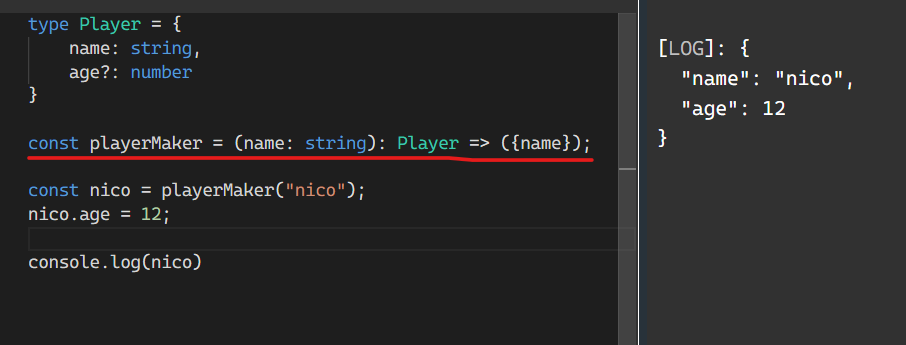 type Player = {
    name: string,
    age?: number
}
const playerMaker = (name: string): Player => ({name});
const nico = playerMaker("nico");
nico.age = 12;
console.log(nico)
[LOG]: {
  "name": "nico",
  "age": 12
}